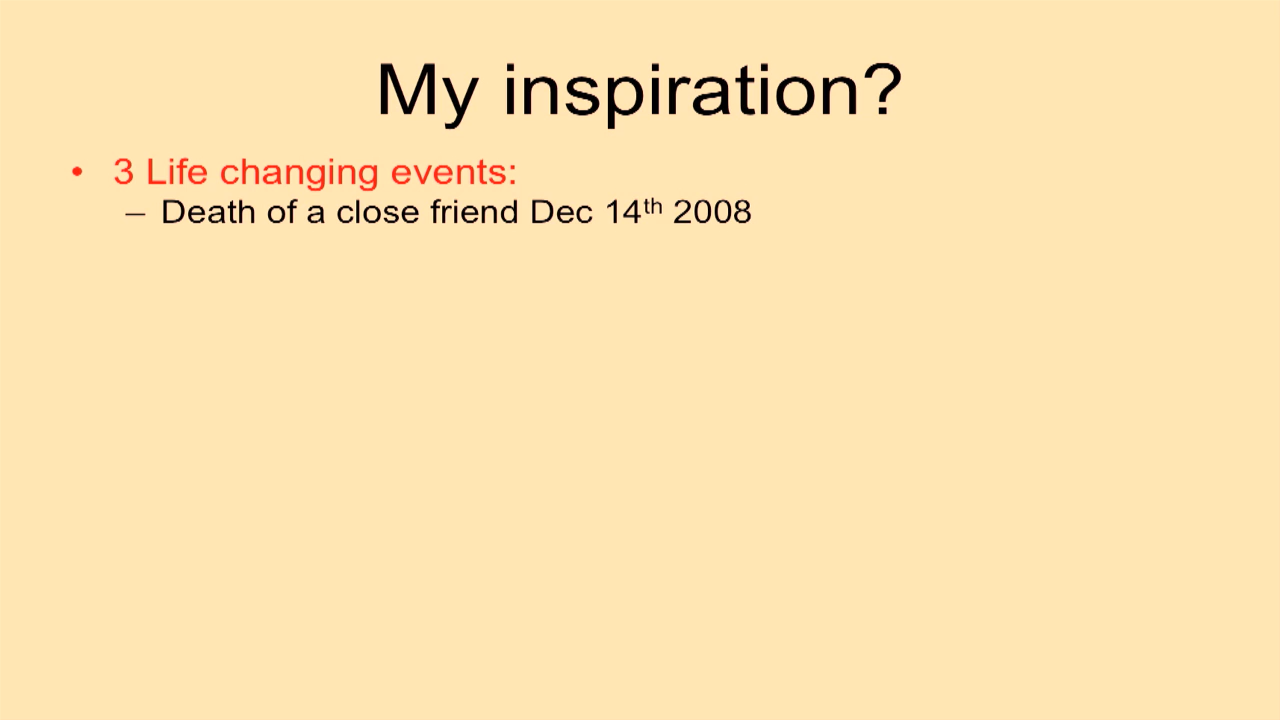 My inspiration?
• 3 Life changing events:
– Death of a close friend Dec 14th 2008